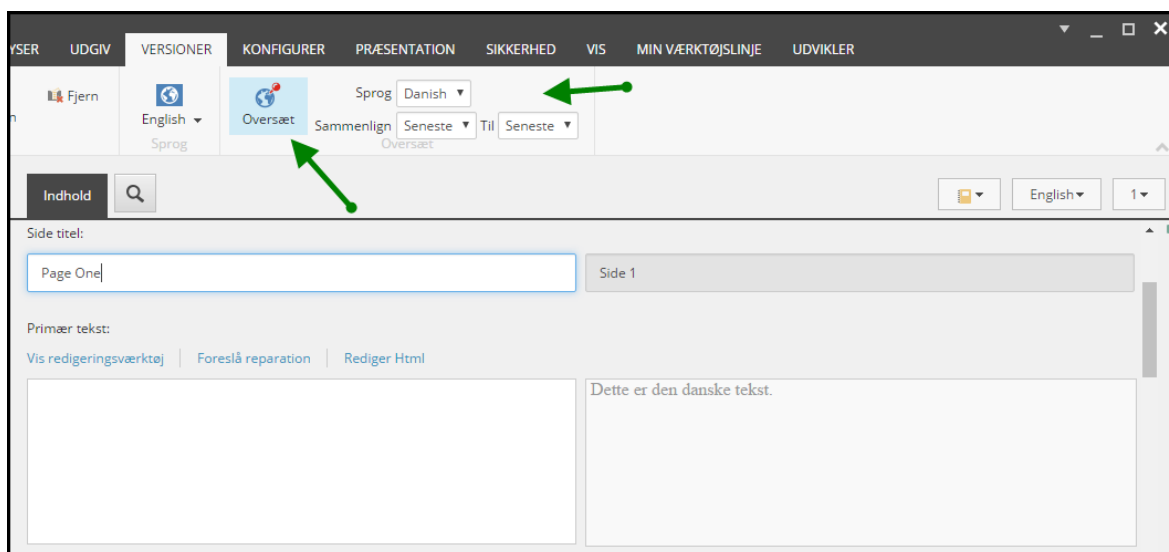 YSER UDGIV VERSIONER KONFIGURER PRÆSENTATION SIKKERHED VIS MIN VÆRKTØJSLINJE UDVIKLER
Fjern
English
Sprog
Oversæt
Sprog Danish
Sammenlign Seneste Til Seneste
Oversæt
Indhold
English 1
Side titel:
Page One Side 1
Primær tekst:
Vis redigeringsværktøj Foreslå reparation Rediger Html
Dette er den danske tekst.